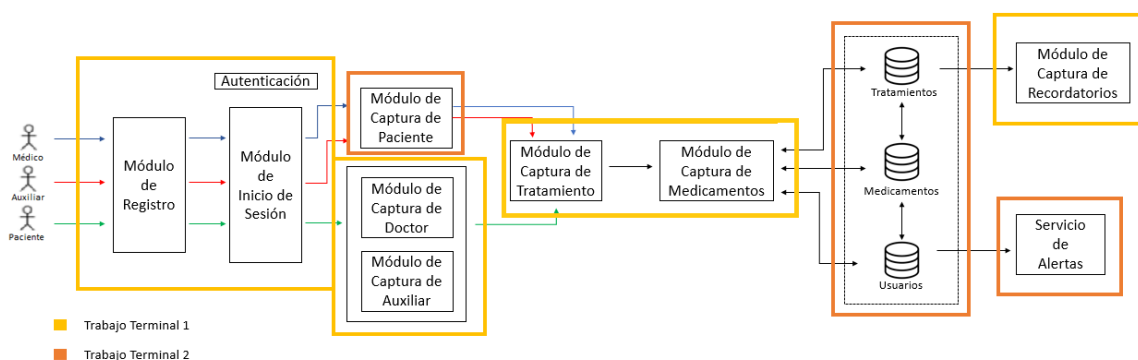 Autenticación
Médico
Auxiliar
Paciente
Módulo
de
Registro
Módulo
de
Inicio de
Sesión
Módulo de
Captura de
Paciente
Módulo de
Captura de
Doctor
Módulo de
Captura de
Auxiliar
Módulo de
Captura de
Tratamiento
Módulo de
Captura de
Medicamentos
Tratamientos
Medicamentos
Usuarios
Módulo de
Captura de
Recordatorios
Servicio
de
Alertas
Trabajo Terminal 1
Trabajo Terminal 2